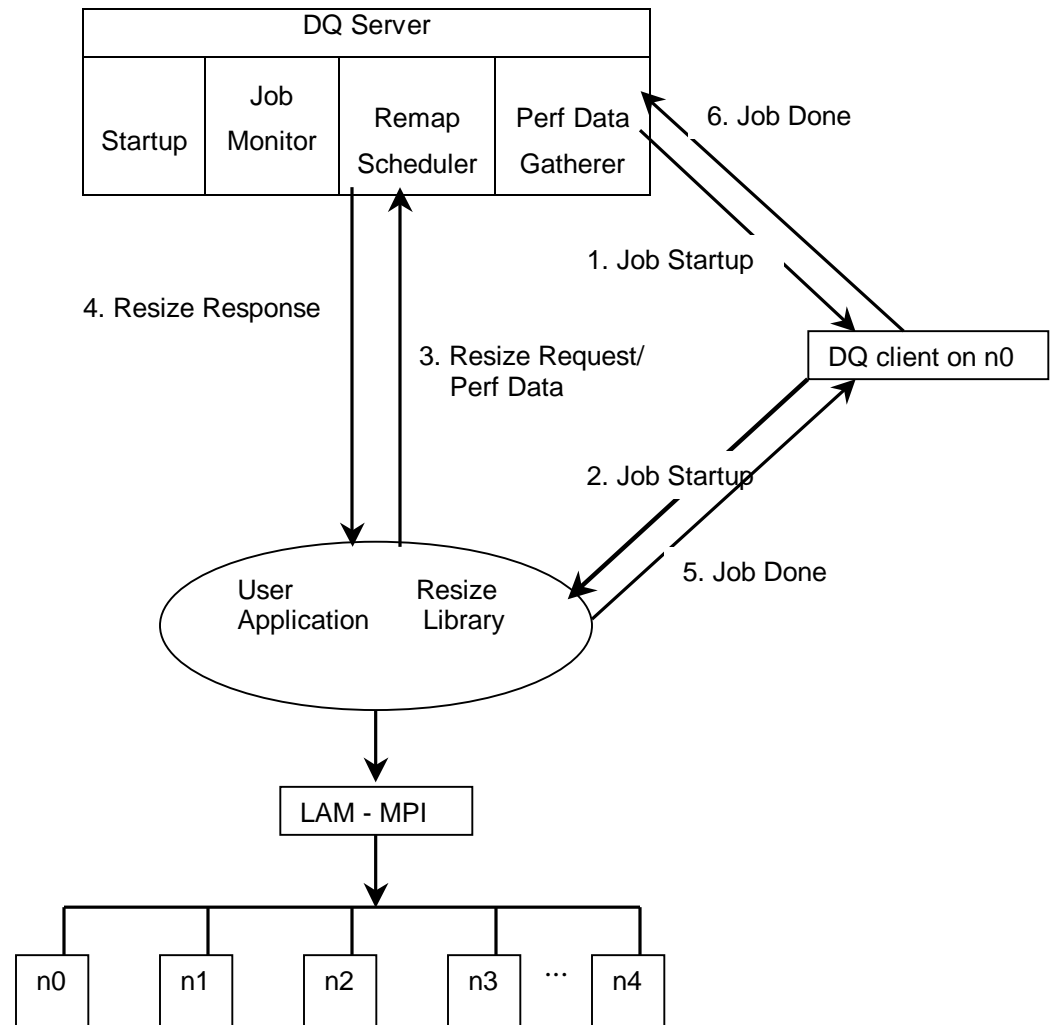 DQ Server
Startup
Job
Monitor
Remap
Scheduler
Perf Data
Gatherer
6. Job Done
1. Job Startup
4. Resize Response
3. Resize Request/
Perf Data
DQ client on n0
2. Job Startup
5. Job Done
User
Application
Resize
Library
LAM - MPI
n0
n1
n2
n3
...
n4